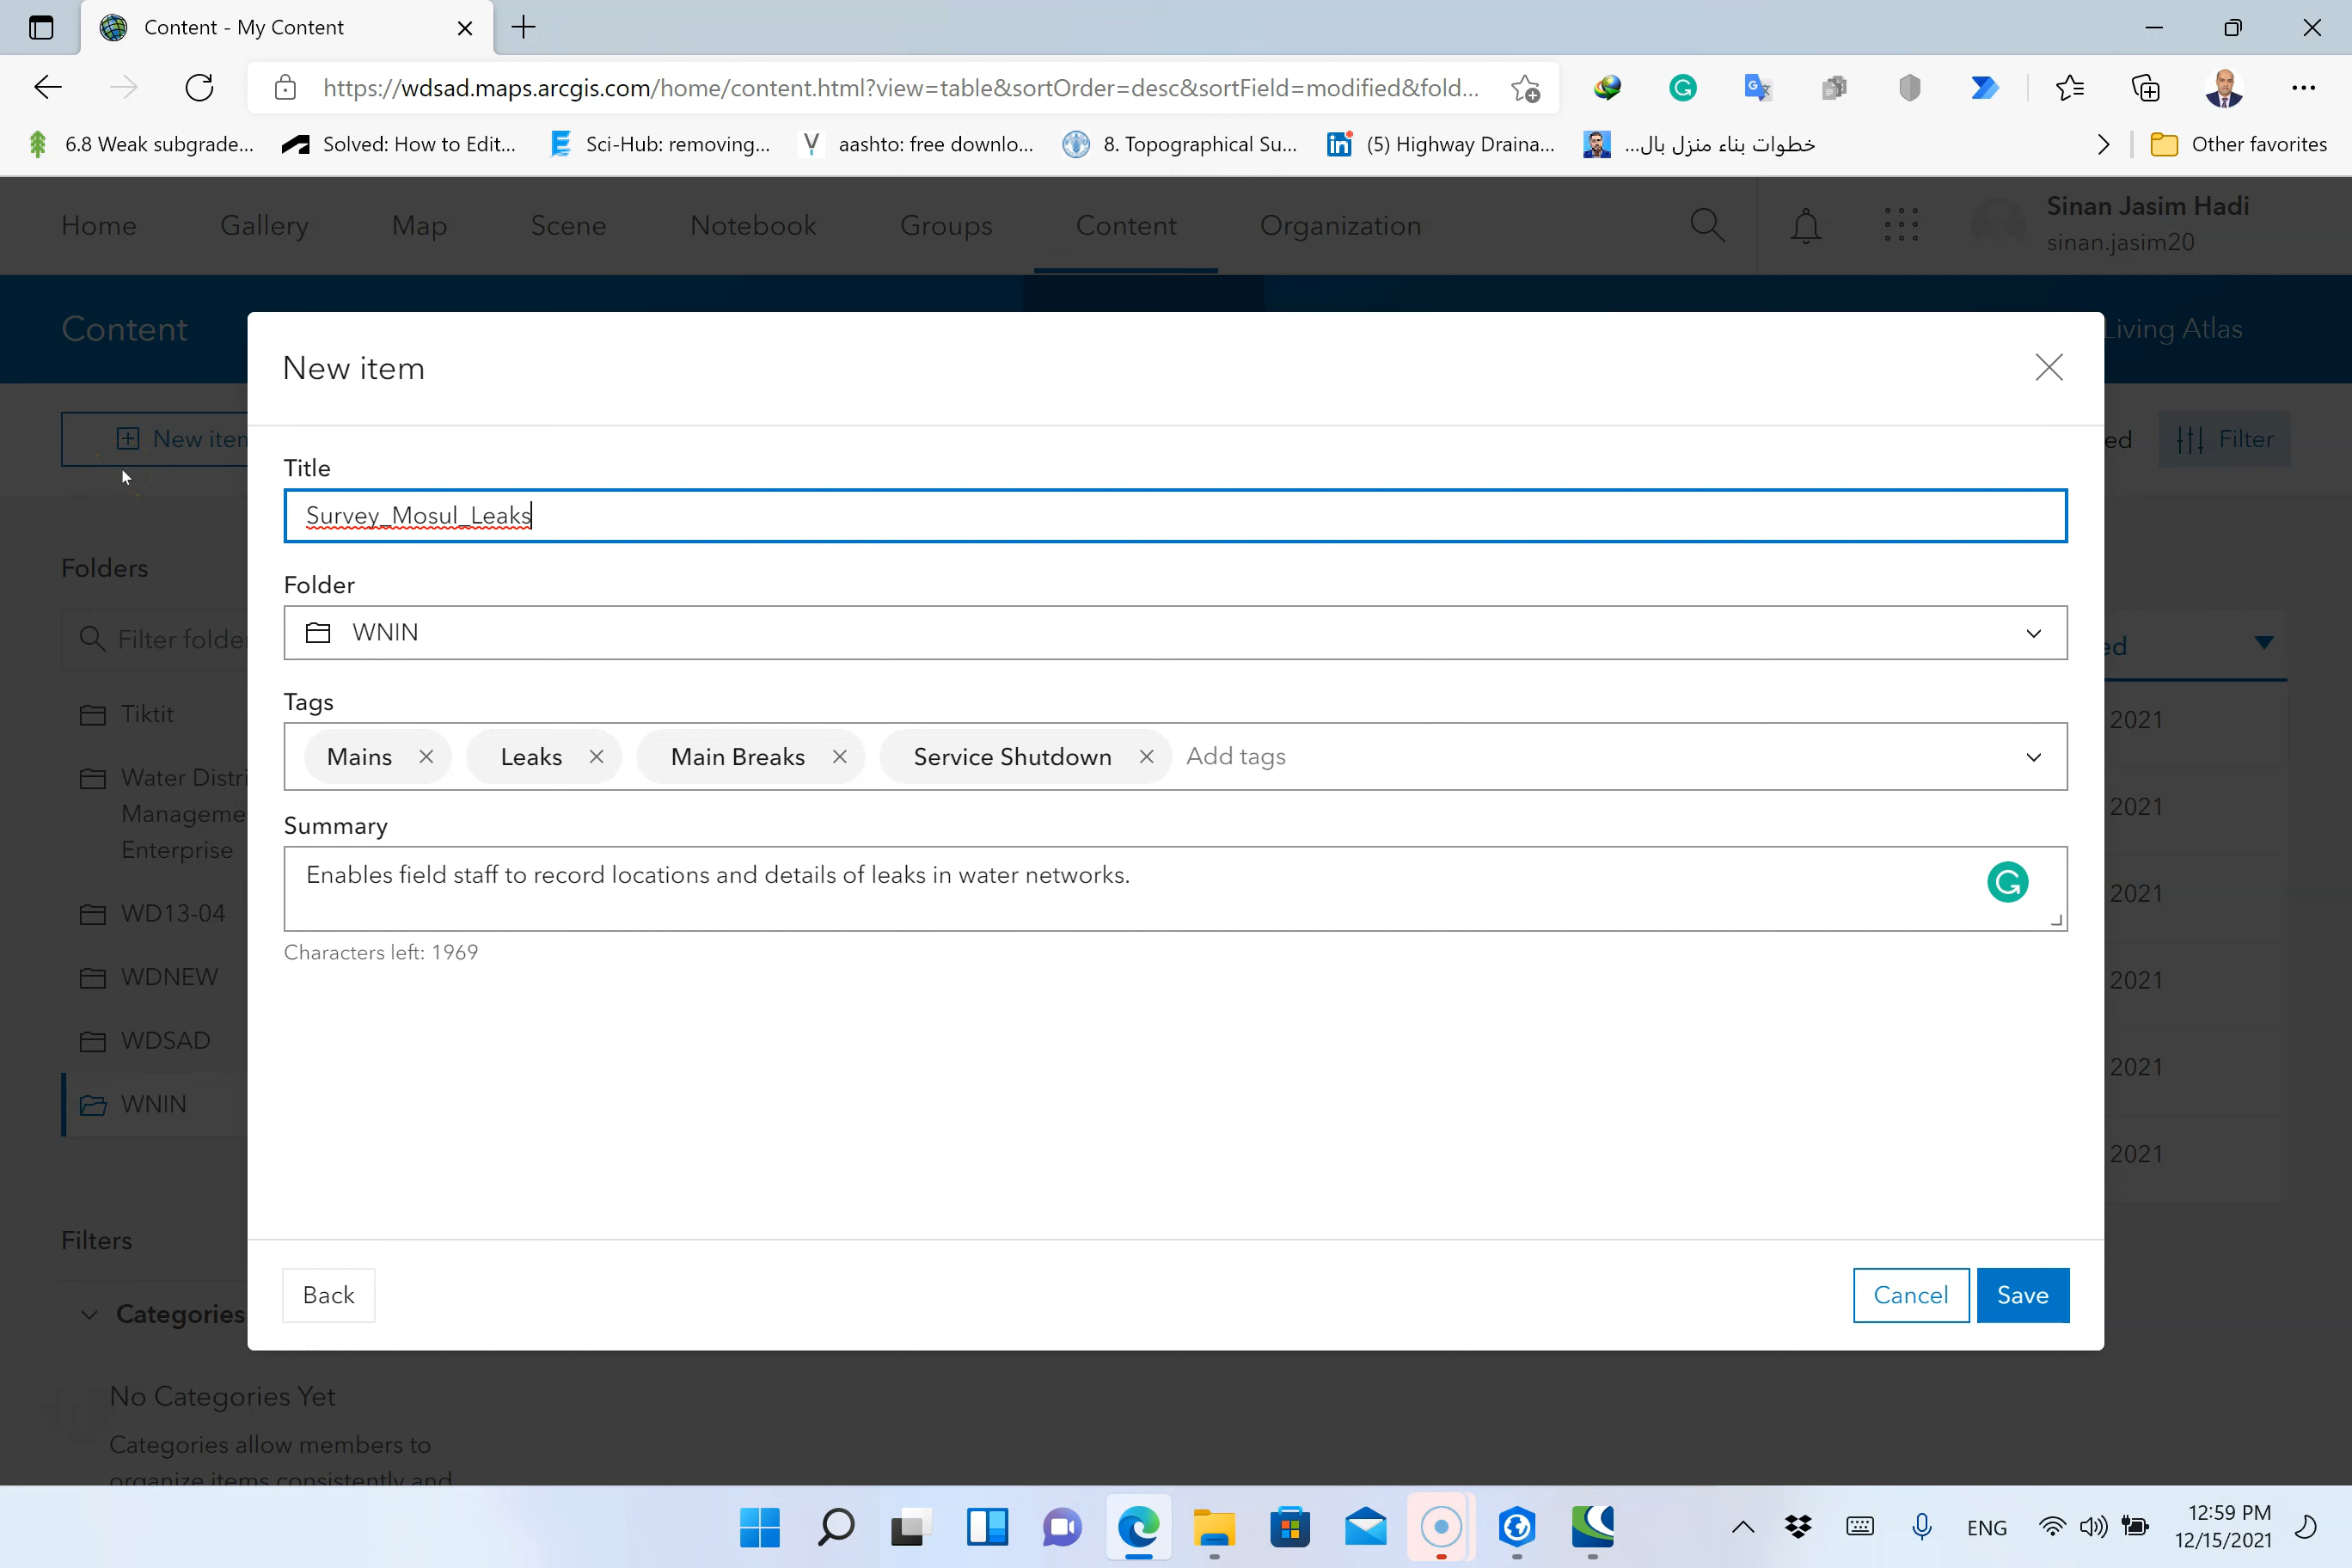 Content - My Content
https://wdsad.maps.arcgis.com/home/content.html?view=table&sortOrder=desc&sortField=modified&fold...
6.8 Weak subgrade... Solved: How to Edit... Sci-Hub: removing... aashto: free downlo... 8. Topographical Su... (5) Highway Draina... خطوات بناء منزل بال... Other favorites
Home Gallery Map Scene Notebook Groups Content Organization Sinan Jasim Hadi
sinan.jasim20
Content Living Atlas
New item
New item
Filter
Title
Survey_Mosul_Leaks
Folders
Folder
WNIN
Filter folde
Tags
Tiktit
Mains Leaks Main Breaks Service Shutdown Add tags
2021
Water Distri
Manageme
Enterprise
2021
Summary
Enables field staff to record locations and details of leaks in water networks.
2021
WD13-04
Characters left: 1969
WDNEW
2021
WDSAD
2021
WNIN
2021
Filters
Back Cancel Save
Categories
No Categories Yet
Categories allow members to
organize items consistently and
ENG
12:59 PM
12/15/2021